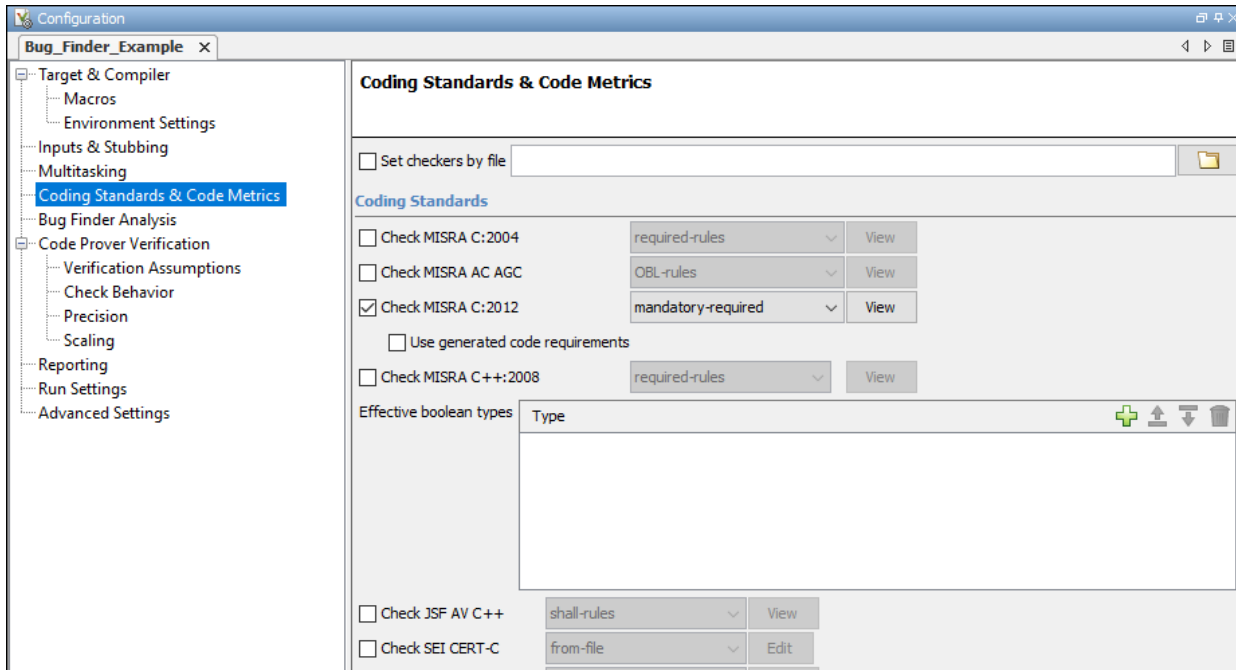 Configuration
Bug_Finder_Example
Target & Compiler
Macros
Environment Settings
Inputs & Stubbing
Multitasking
Coding Standards & Code Metrics
Bug Finder Analysis
Code Prover Verification
Verification Assumptions
Check Behavior
Precision
Scaling
Reporting
Run Settings
Advanced Settings
Coding Standards & Code Metrics
Set checkers by file
Coding Standards
Check MISRA C:2004 required-rules View
Check MISRA AC AGC OBL-rules View
Check MISRA C:2012 mandatory-required View
Use generated code requirements
Check MISRA C++:2008 required-rules View
Effective boolean types Type
Check JSF AV C++ shall-rules View
Check SEI CERT-C from-file Edit